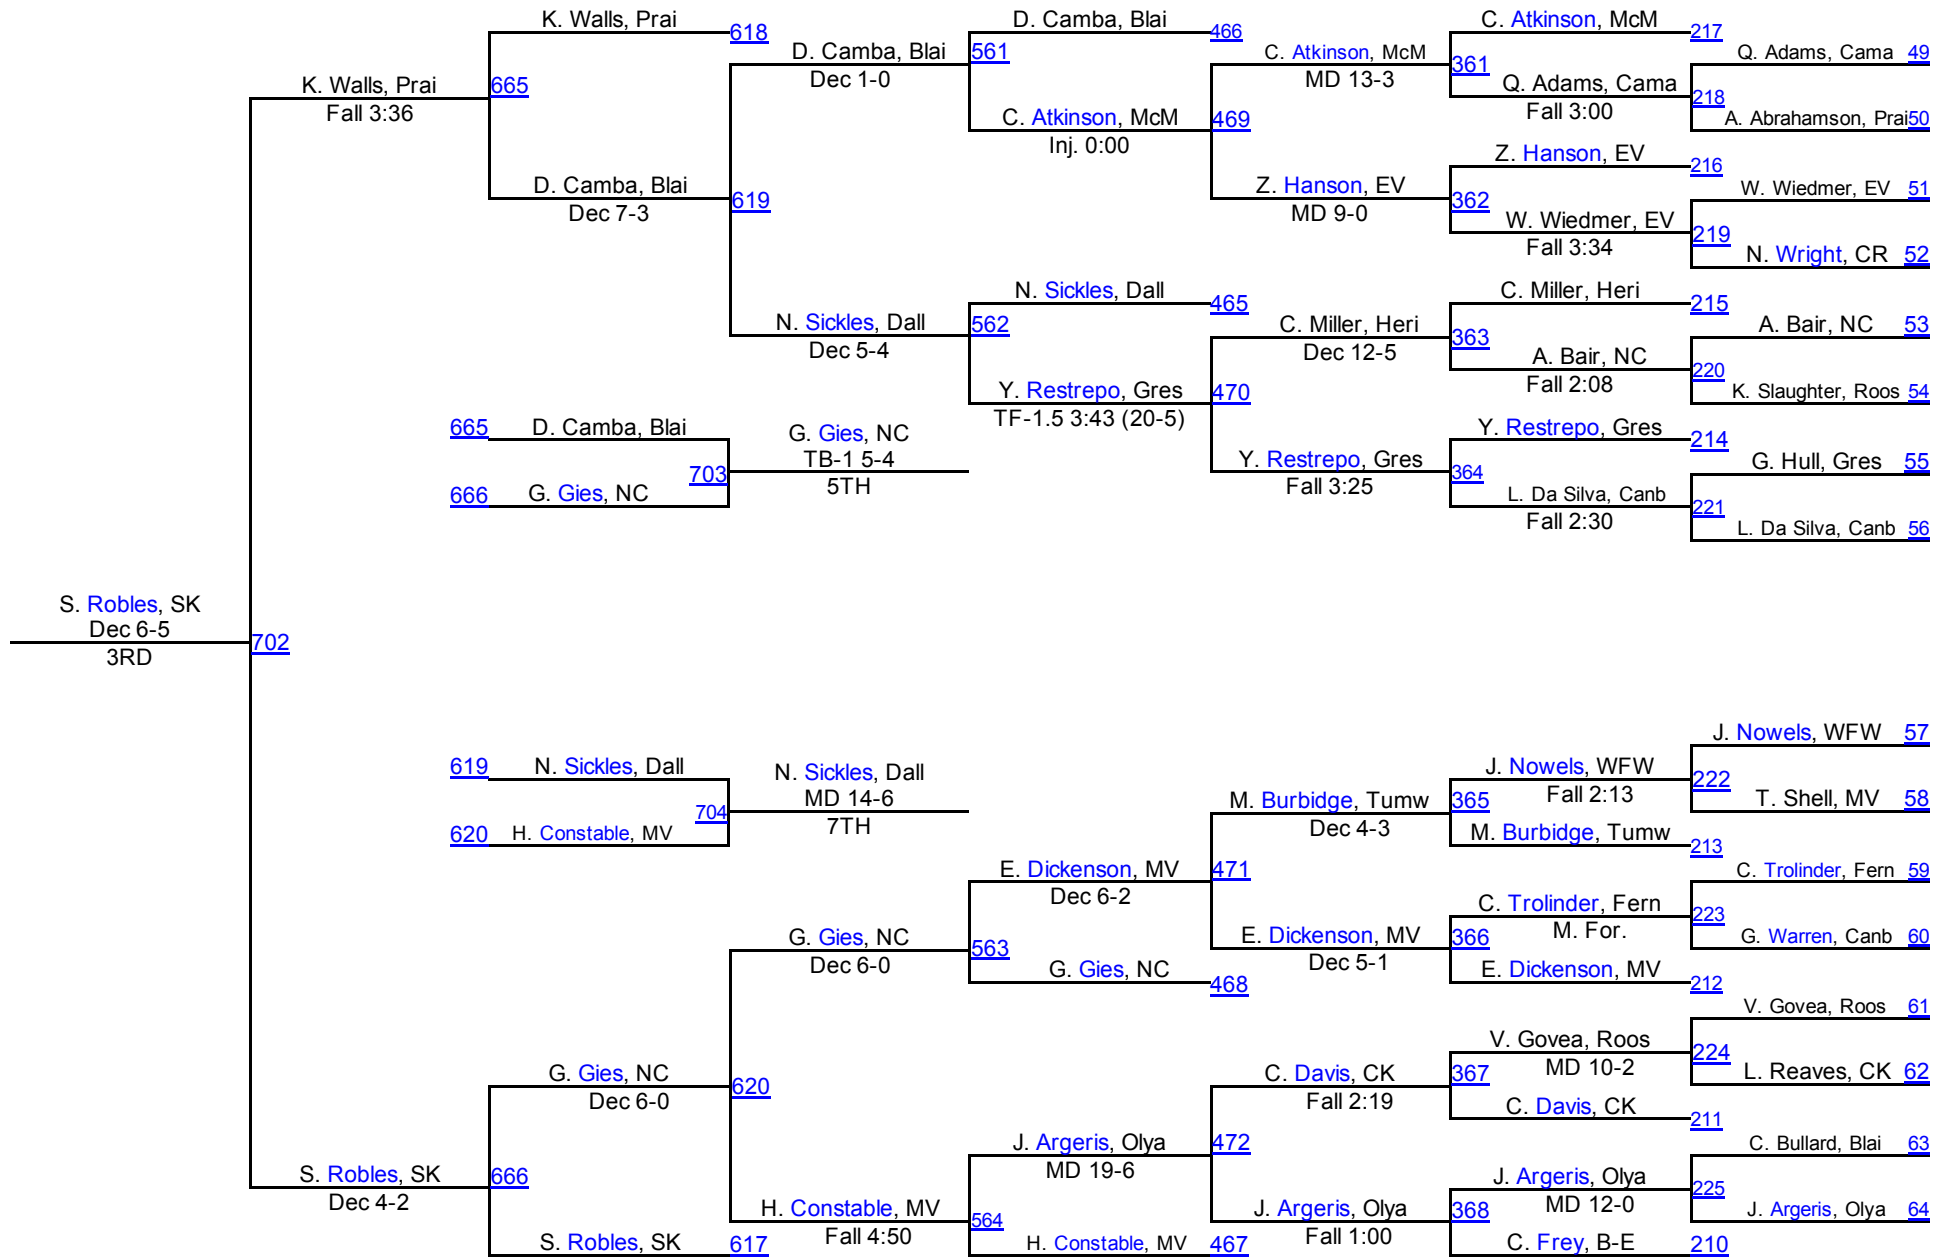 K. Walls, Prai
618
D. Camba, Blai
466
C. Atkinson, McM
217
Q. Adams, Cama 49
D. Camba, Blai
Dec 1-0
561
C. Atkinson, McM
MD 13-3
361
Q. Adams, Cama
Fall 3:00
218
A. Abrahamson, Prai 50
K. Walls, Prai
Fall 3:36
665
C. Atkinson, McM
Inj. 0:00
469
Z. Hanson, EV
216
W. Wiedmer, EV 51
D. Camba, Blai
Dec 7-3
619
Z. Hanson, EV
MD 9-0
362
W. Wiedmer, EV
Fall 3:34
219
N. Wright, CR 52
N. Sickles, Dall
465
C. Miller, Heri
215
A. Bair, NC 53
N. Sickles, Dall
Dec 5-4
562
C. Miller, Heri
Dec 12-5
363
A. Bair, NC
Fall 2:08
220
K. Slaughter, Roos 54
Y. Restrepo, Gres
TF-1.5 3:43 (20-5)
470
665 D. Camba, Blai
G. Gies, NC
TB-1 5-4
5TH
703
666 G. Gies, NC
Y. Restrepo, Gres
214
G. Hull, Gres 55
Y. Restrepo, Gres
Fall 3:25
364
L. Da Silva, Canb
Fall 2:30
221
L. Da Silva, Canb 56
S. Robles, SK
Dec 6-5
3RD
702
J. Nowels, WFW 57
619 N. Sickles, Dall
N. Sickles, Dall
MD 14-6
7TH
704
620 H. Constable, MV
J. Nowels, WFW
Fall 2:13
222
T. Shell, MV 58
M. Burbidge, Tumw
Dec 4-3
365
M. Burbidge, Tumw
213
C. Trolinder, Fern 59
E. Dickenson, MV
Dec 6-2
471
C. Trolinder, Fern
M. For.
223
G. Warren, Canb 60
G. Gies, NC
Dec 6-0
563
E. Dickenson, MV
Dec 5-1
366
E. Dickenson, MV
212
G. Gies, NC
468
V. Govea, Roos 61
V. Govea, Roos
MD 10-2
224
L. Reaves, CK 62
G. Gies, NC
Dec 6-0
620
C. Davis, CK
Fall 2:19
367
C. Davis, CK
211
J. Argeris, Olya
MD 19-6
472
C. Bullard, Blai 63
S. Robles, SK
Dec 4-2
666
J. Argeris, Olya
MD 12-0
225
J. Argeris, Olya 64
H. Constable, MV
Fall 4:50
564
J. Argeris, Olya
Fall 1:00
368
S. Robles, SK
617
H. Constable, MV
467
C. Frey, B-E
210